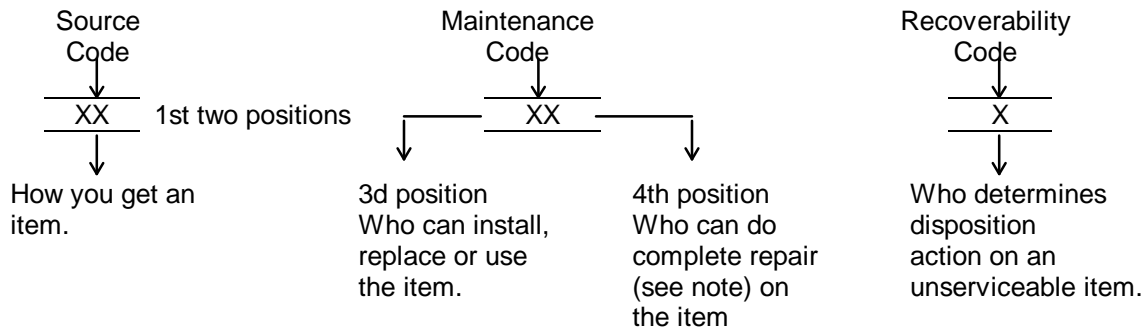 Source
Code
XX 1st two positions
How you get an
item.
Maintenance
Code
XX
3d position
Who can install,
replace or use
the item.
4th position
Who can do
complete repair
(see note) on
the item
Recoverability
Code
X
Who determines
disposition
action on an
unserviceable item.